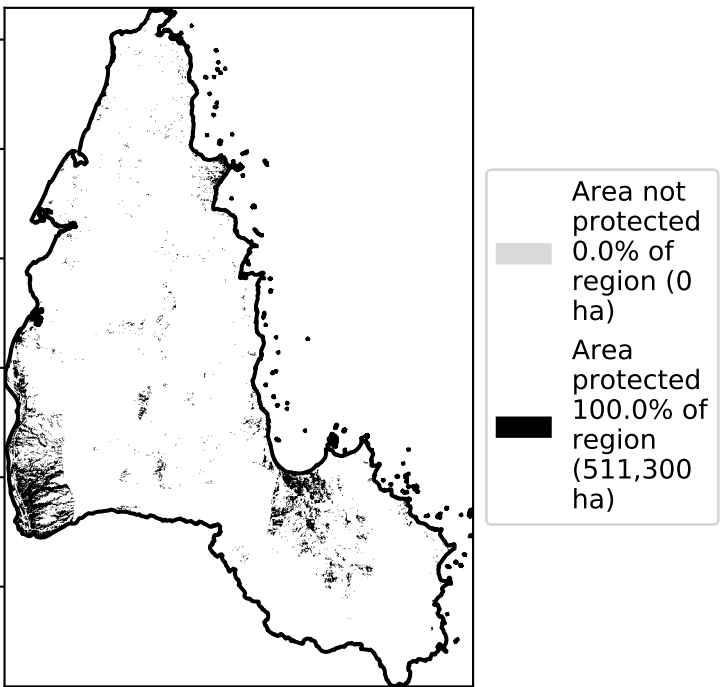 Area not
protected
0.0% of
region (0
ha)
Area
protected
100.0% of
region
(511,300
ha)